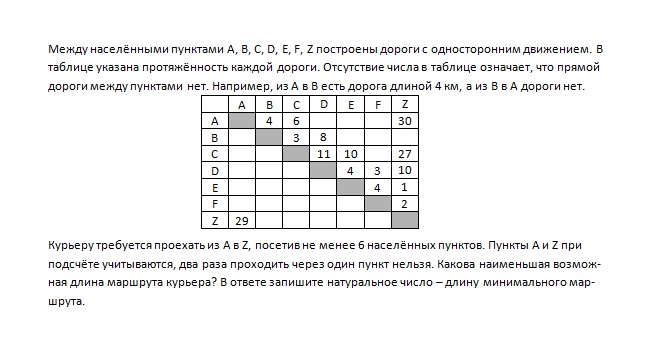 Между населёнными пунктами A, B, C, D, E, F, Z построены дороги с односторонним движением. В
таблице указана протяжённость каждой дороги. Отсутствие числа в таблице означает, что прямой
дороги между пунктами нет. Например, из A в B есть дорога длиной 4 км, а из B в A дороги нет.
A B C D E F Z
A 4 6 30
B 3 8
C 11 10 27
D 4 3 10
E 4 1
F 2
Z 29
Курьеру требуется проехать из A в Z, посетив не менее 6 населённых пунктов. Пункты A и Z при
подсчёте учитываются, два раза проходить через один пункт нельзя. Какова наименьшая возмож-
ная длина маршрута курьера? В ответе запишите натуральное число – длину минимального мар-
шрута.